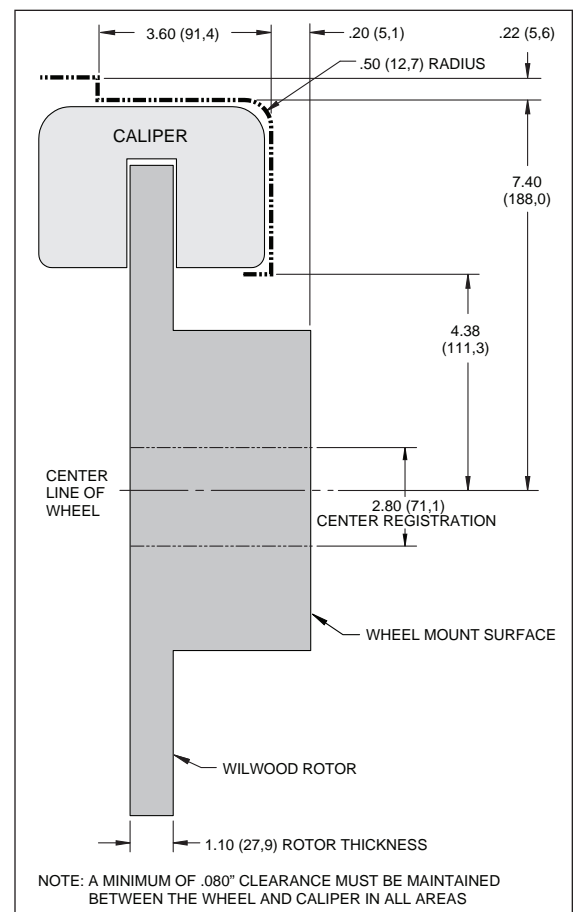 3.60 (91,4)
.20 (5,1)
.22 (5,6)
.50 (12,7) RADIUS
CALIPER
7.40
(188,0)
4.38
(111,3)
CENTER
LINE OF
WHEEL
2.80 (71,1)
CENTER REGISTRATION
WHEEL MOUNT SURFACE
WILWOOD ROTOR
1.10 (27,9) ROTOR THICKNESS
NOTE: A MINIMUM OF .080" CLEARANCE MUST BE MAINTAINED
BETWEEN THE WHEEL AND CALIPER IN ALL AREAS